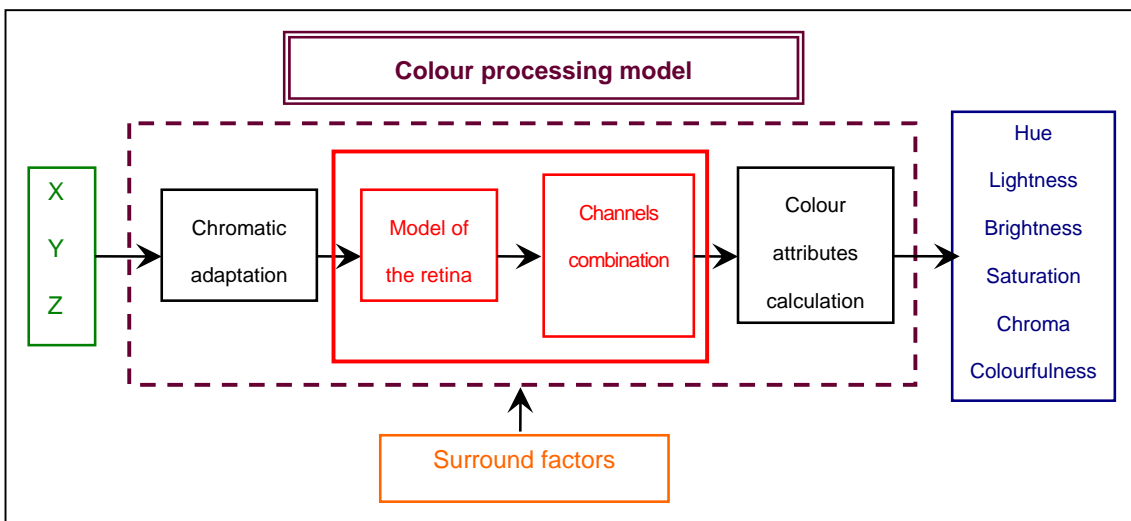 Colour processing model
X
Y
Z
Chromatic
adaptation
Model of
the retina
Channels
combination
Colour
attributes
calculation
Hue
Lightness
Brightness
Saturation
Chroma
Colourfulness
Surround factors